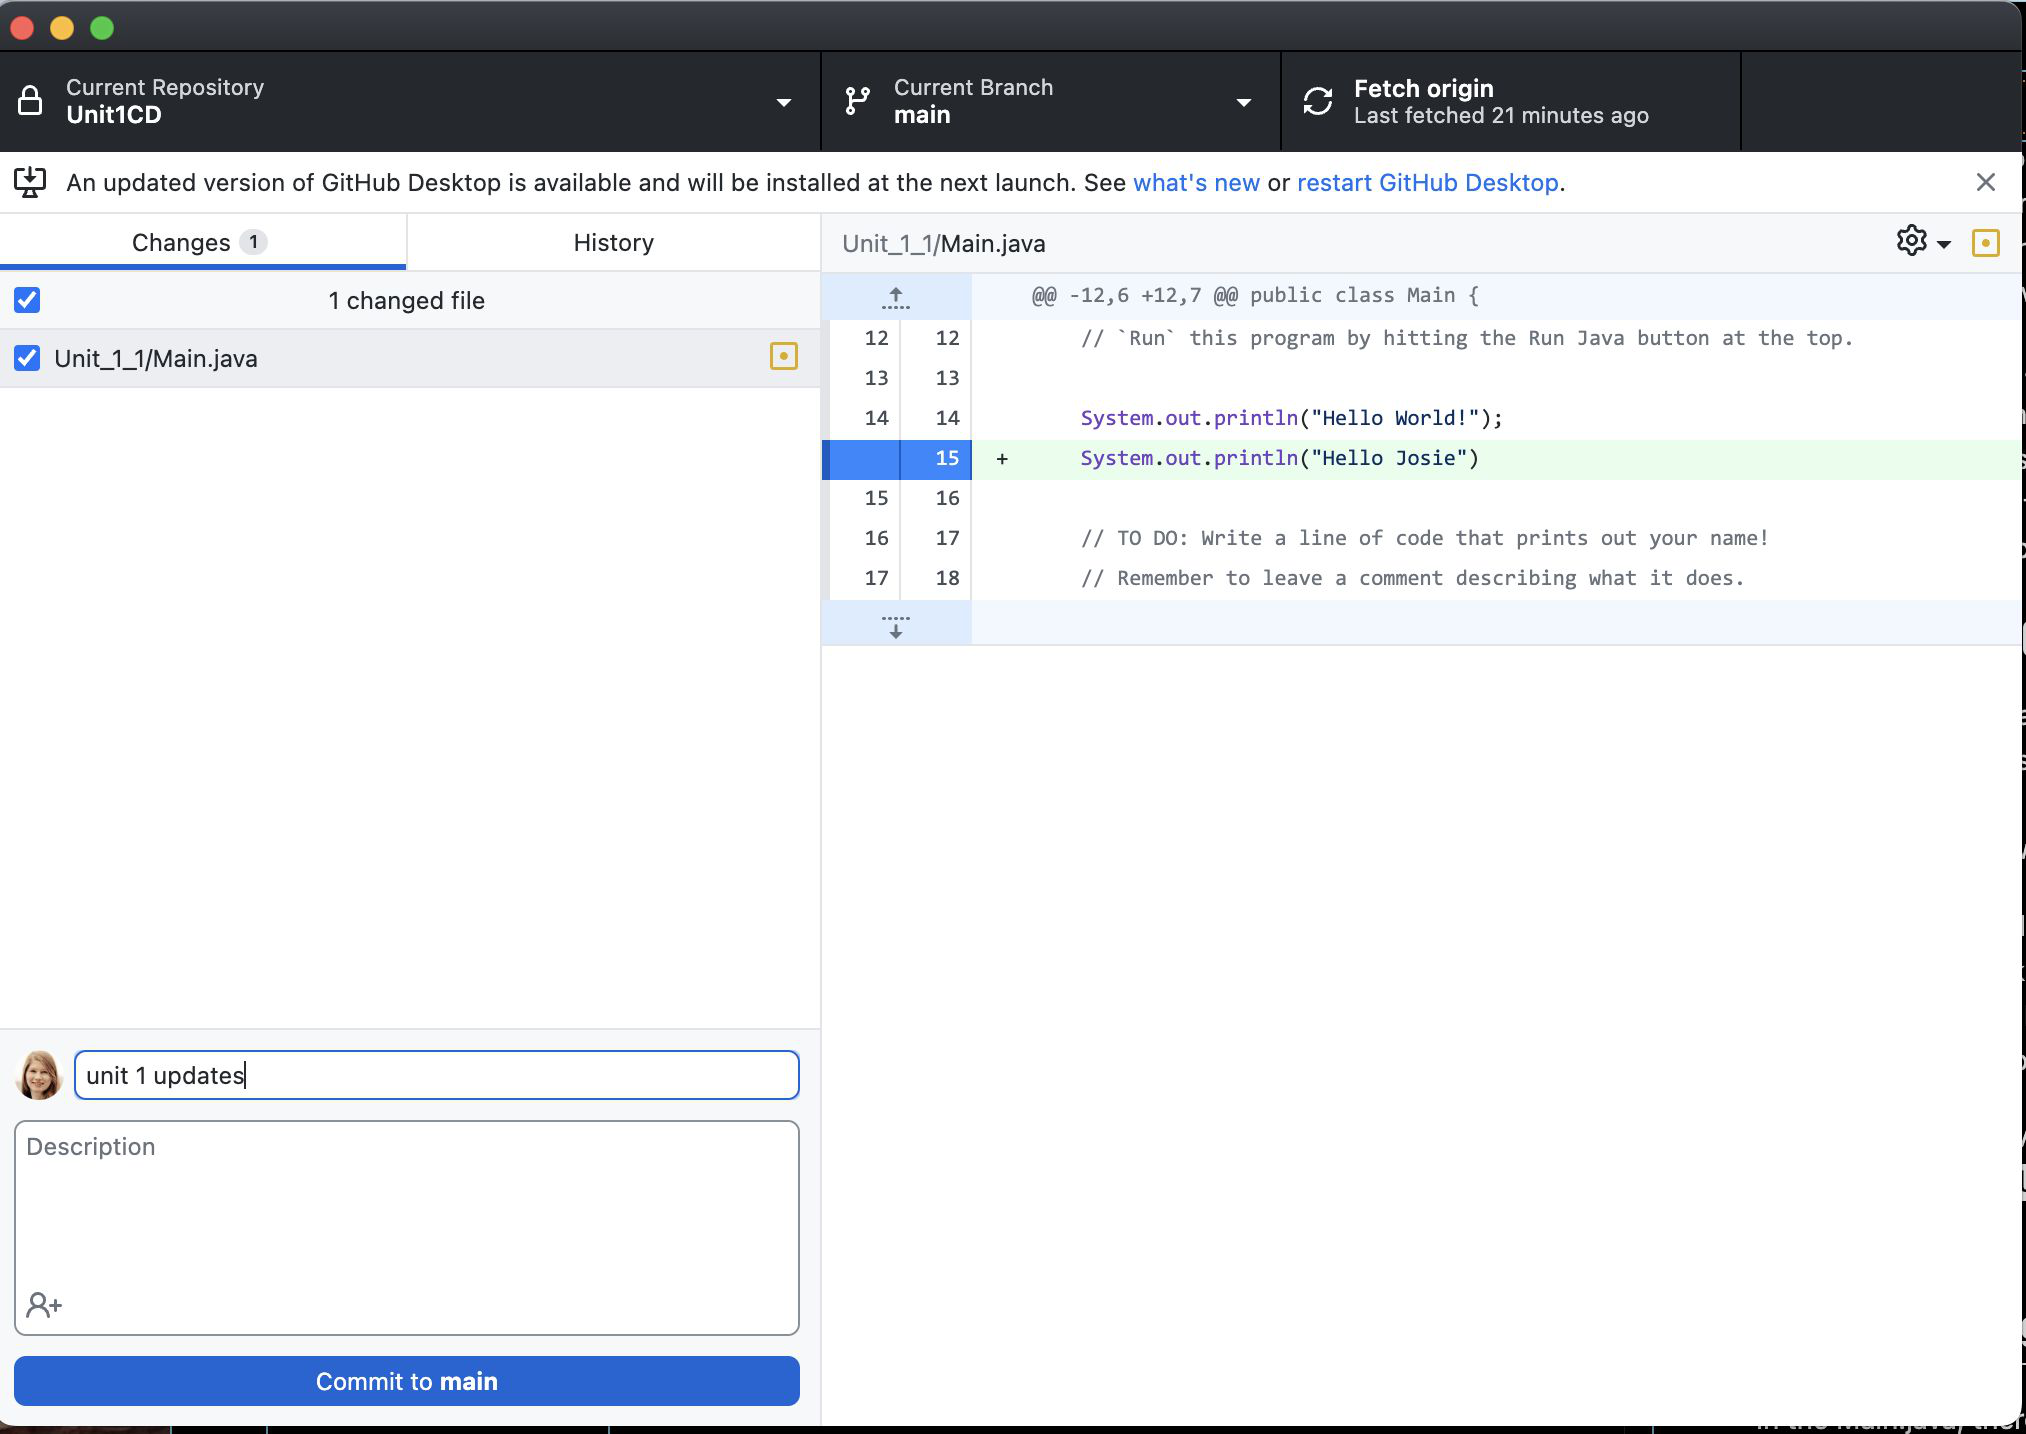 Current Repository
Unit1CD
Current Branch
main
Fetch origin
Last fetched 21 minutes ago
An updated version of GitHub Desktop is available and will be installed at the next launch. See what's new or restart GitHub Desktop.
Changes 1
History
1 changed file
Unit_1_1/Main.java
Unit_1_1/Main.java
@@ -12,6 +12,7 @@ public class Main {
12 12 // `Run` this program by hitting the Run Java button at the top.
13 13
14 14 System.out.println("Hello World!");
15 + System.out.println("Hello Josie")
15 16
16 17 // TO DO: Write a line of code that prints out your name!
17 18 // Remember to leave a comment describing what it does.
unit 1 updates
Description
Commit to main